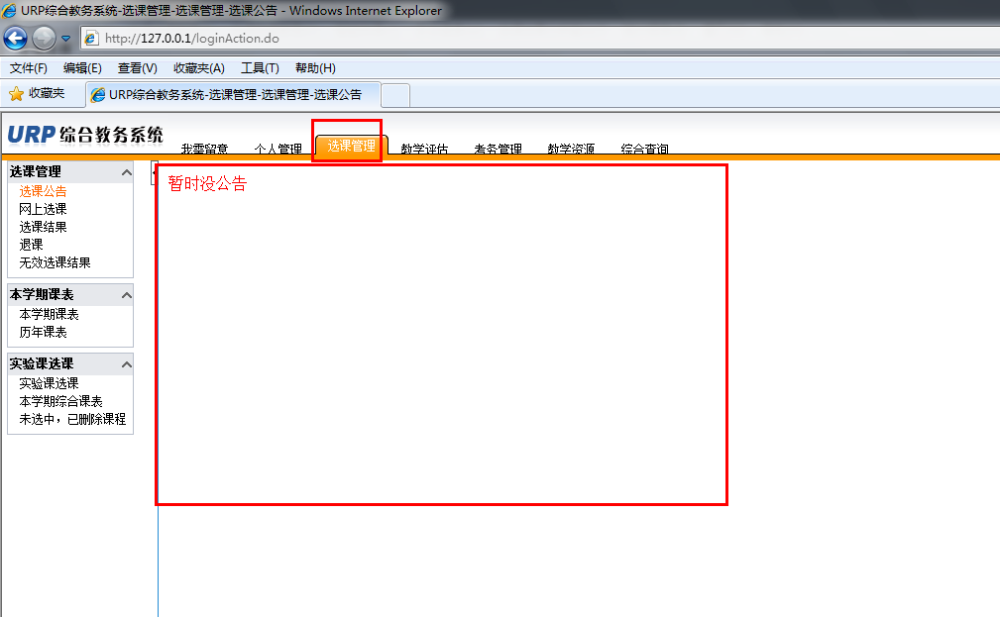 URP综合教务系统-选课管理-选课管理-选课公告 - Windows Internet Explorer
http://127.0.0.1/loginAction.do
文件(F) 编辑(E) 查看(V) 收藏夹(A) 工具(T) 帮助(H)
收藏夹 URP综合教务系统-选课管理-选课管理-选课公告
URP 综合教务系统 我需留意 个人管理 选课管理 教学评估 考务管理 教学资源 综合查询
选课管理
选课公告
网上选课
选课结果
退课
无效选课结果
本学期课表
本学期课表
历年课表
实验课选课
实验课选课
本学期综合课表
未选中，已删除课程
暂时没公告